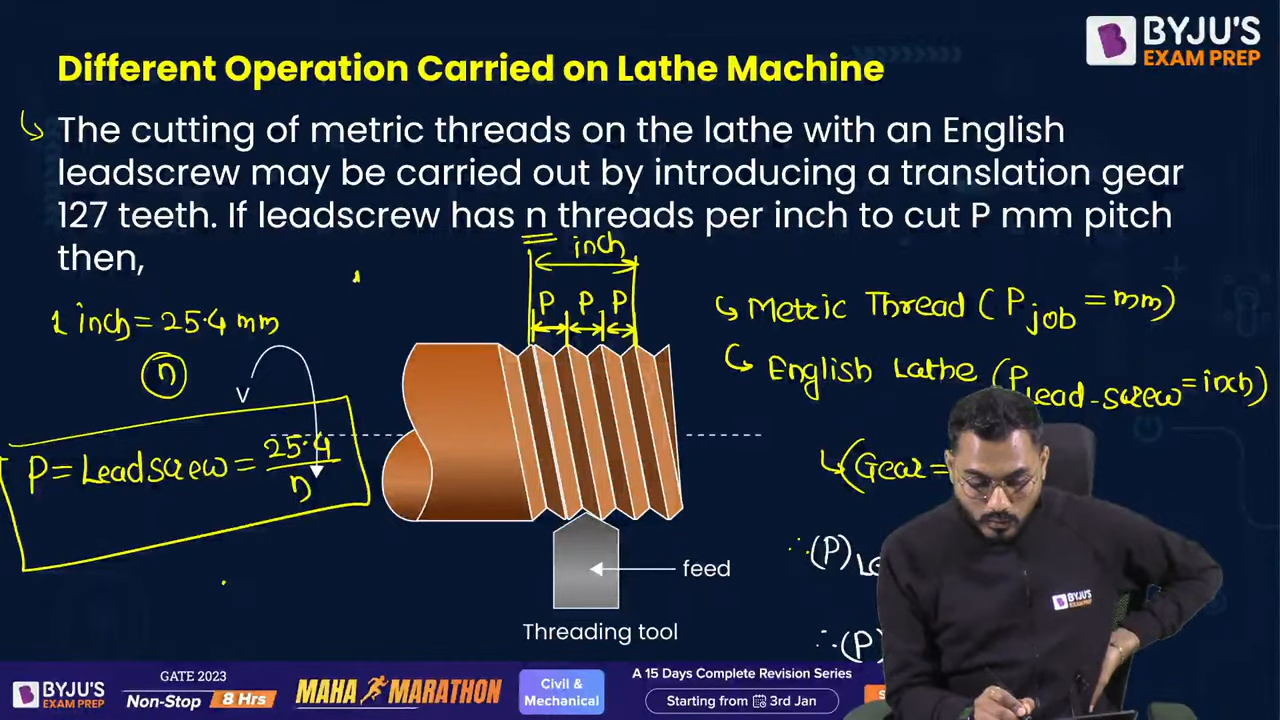 BYJU'S
EXAM PREP
Different Operation Carried on Lathe Machine
The cutting of metric threads on the lathe with an English
leadscrew may be carried out by introducing a translation gear
127 teeth. If leadscrew has n threads per inch to cut P mm pitch
then,
inch
P P P
1 inch = 25.4 mm
n
V
P = Leadscrew = 25.4
n
Metric Thread (Pjob = mm)
English Lathe (PLead-screw = inch)
(Gear =
∴ (P)
∴ (P)
feed
Threading tool
BYJU'S
EXAM PREP
BYJU'S
EXAM PREP
GATE 2023
Non-Stop 8 Hrs
MAHA MARATHON
Civil &
Mechanical
A 15 Days Complete Revision Series
Starting from 3rd Jan